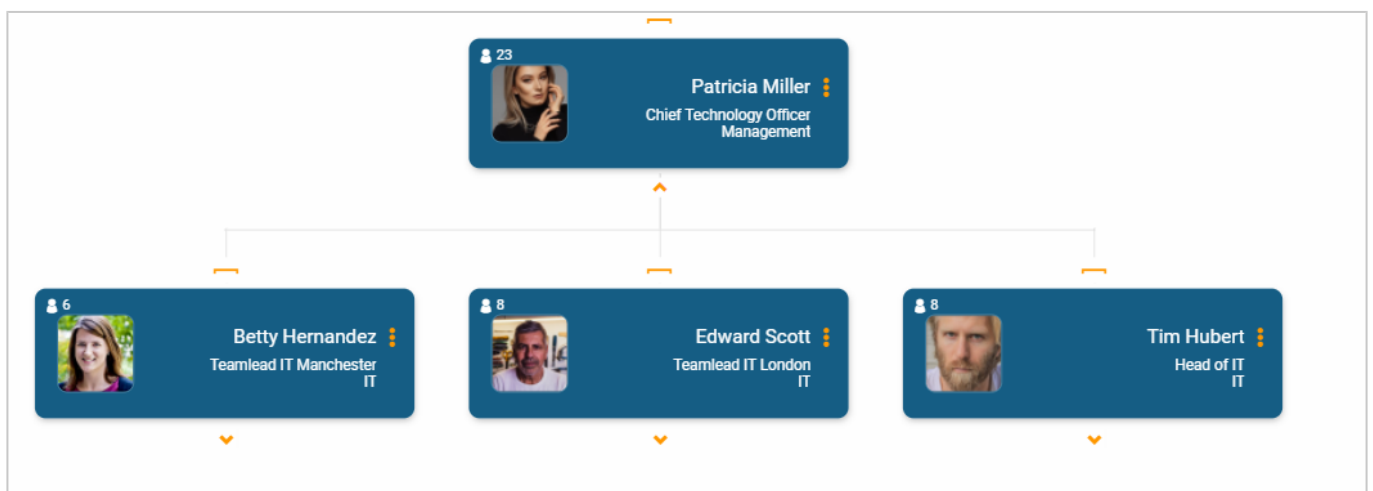 23
Patricia Miller
Chief Technology Officer
Management
6
Betty Hernandez
Teamlead IT Manchester
IT
8
Edward Scott
Teamlead IT London
IT
8
Tim Hubert
Head of IT
IT